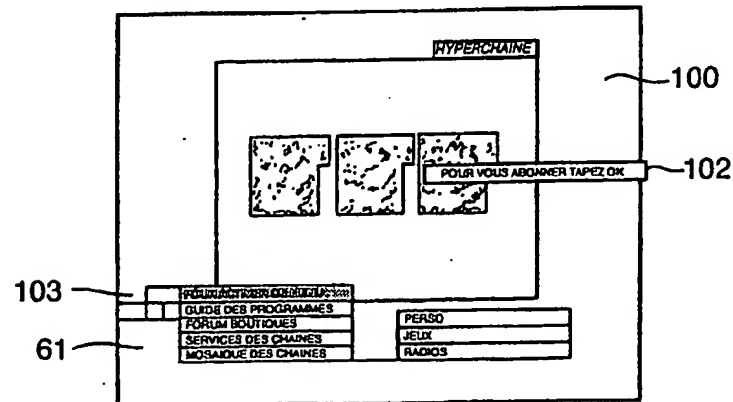 HYPERCHAINE
100
POUR VOUS ABONNER TAPEZ OK
102
103
GUIDE DES PROGRAMMES
FORUM BOUTIQUES
SERVICES DES CHAINES
MOSAIQUE DES CHAINES
PERSO
JEUX
RADIOS
61